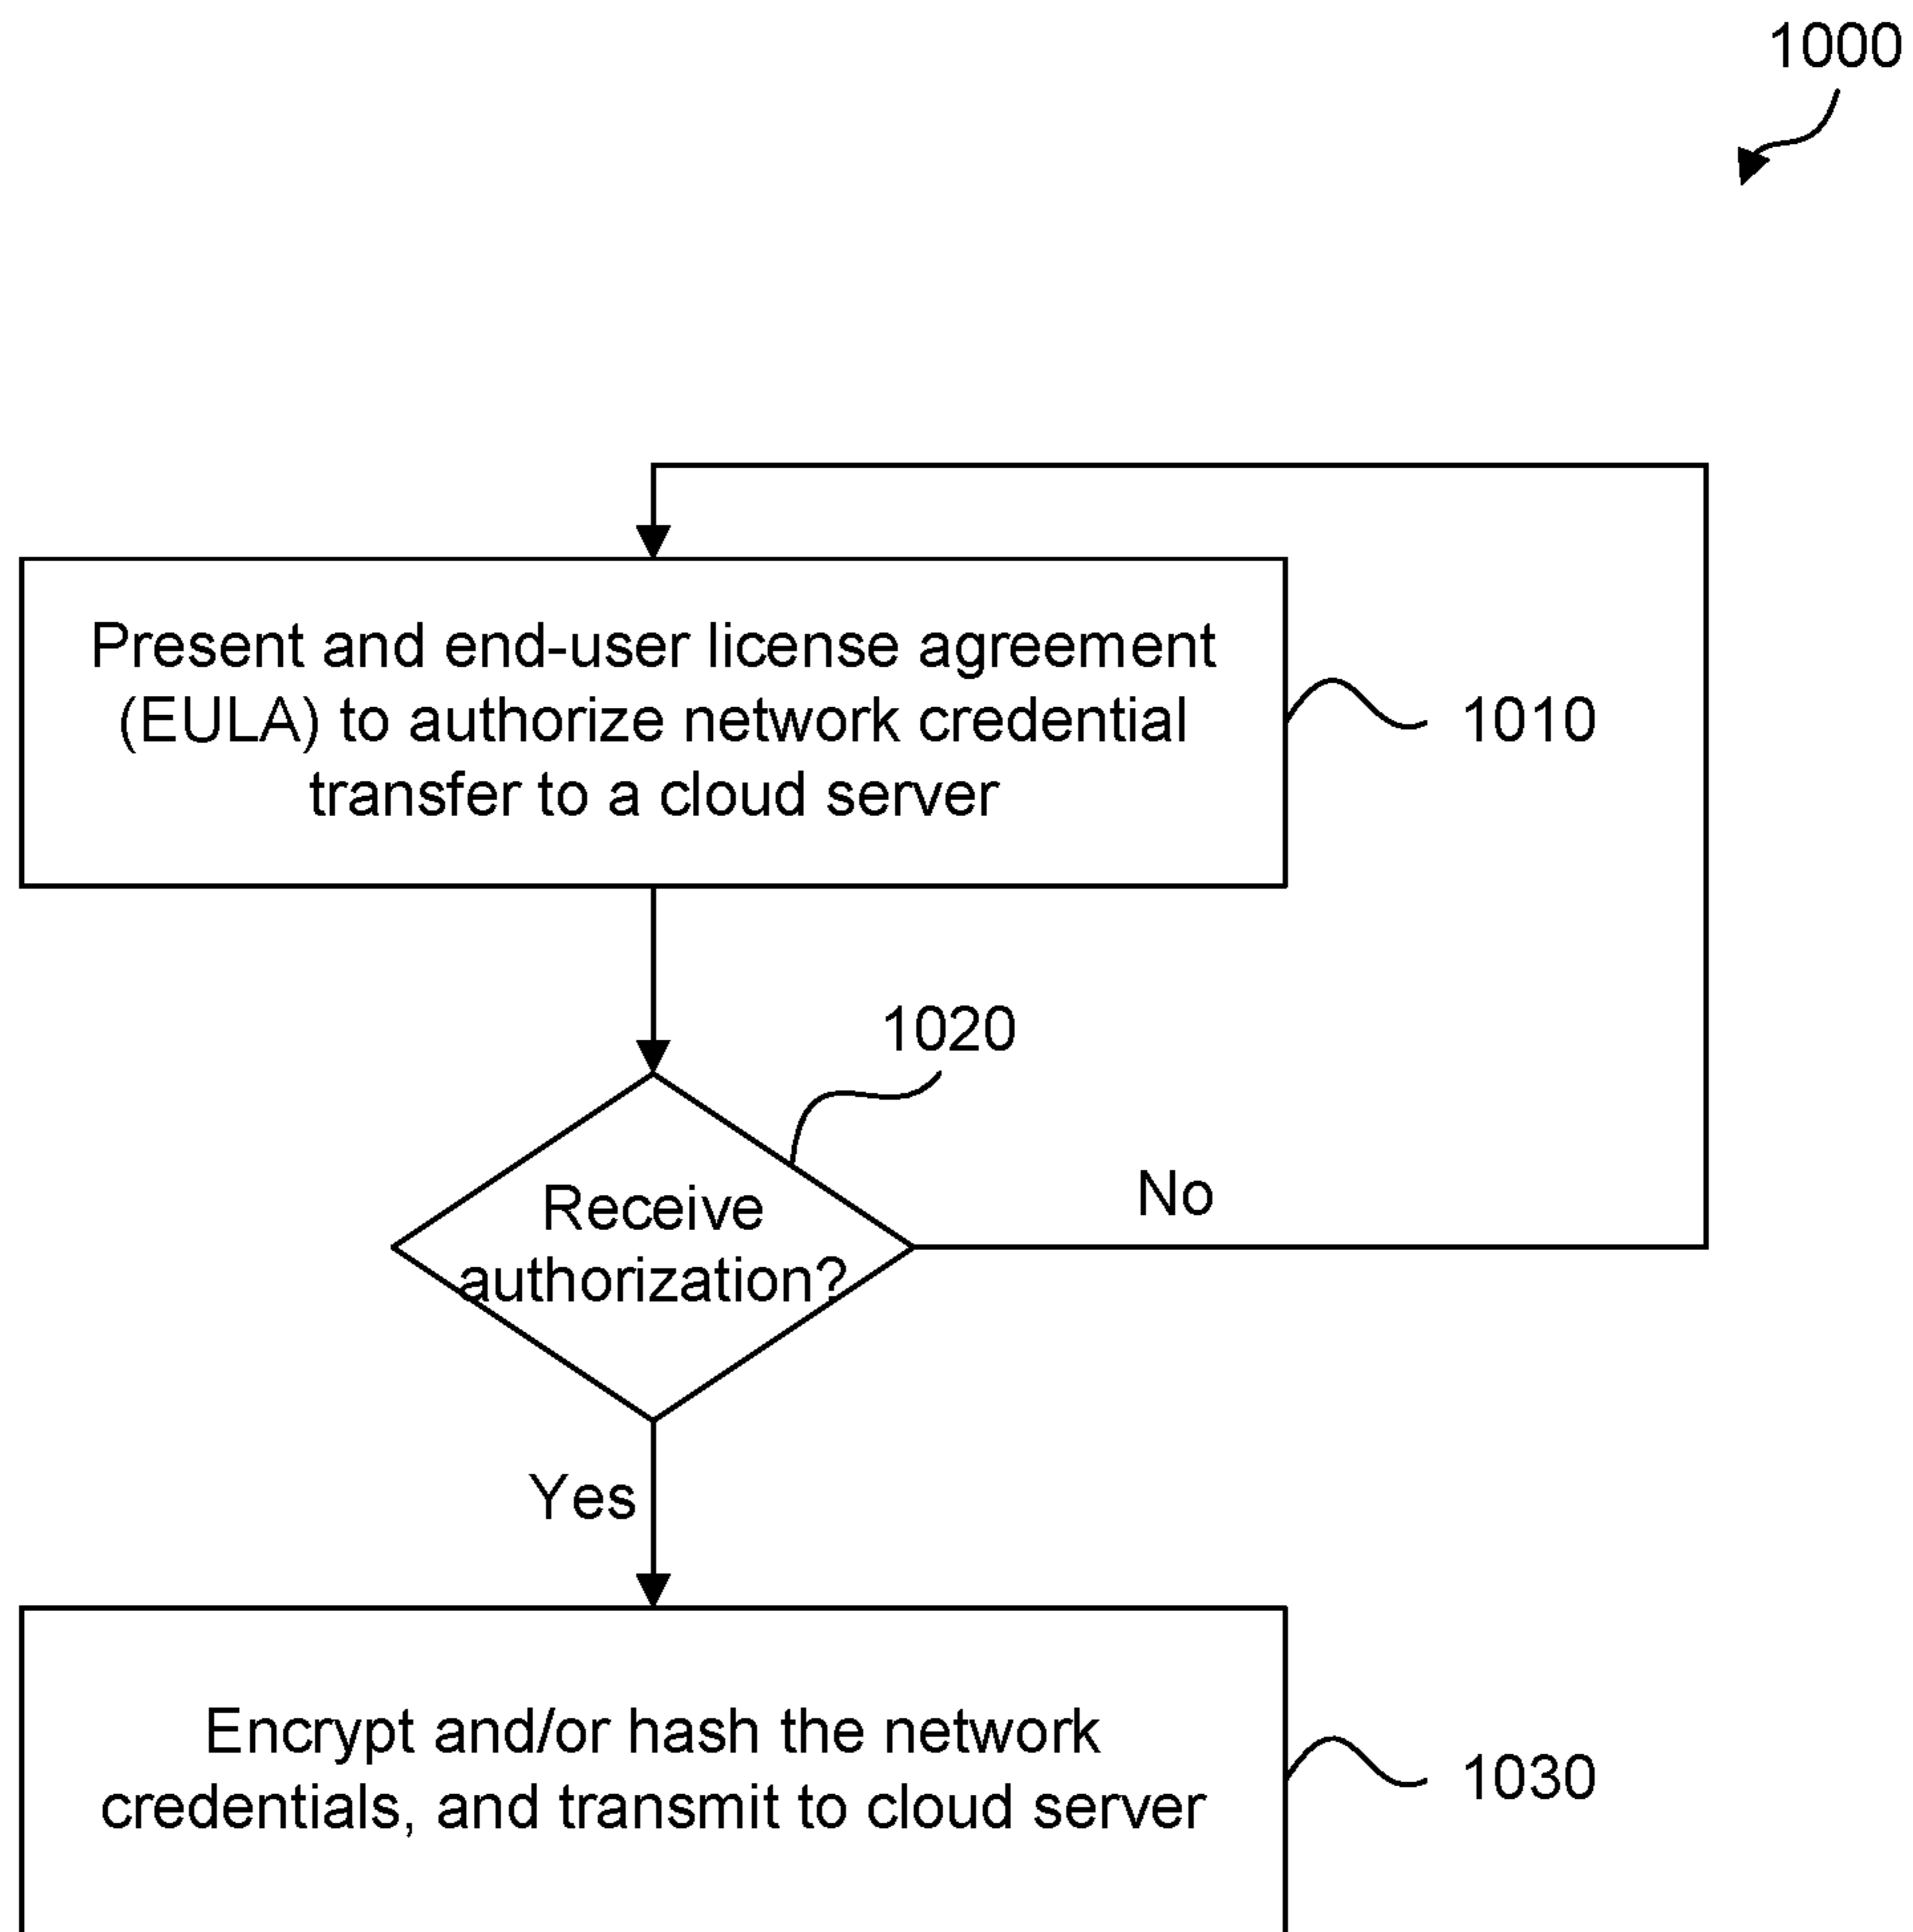 1000
Present and end-user license agreement
(EULA) to authorize network credential
transfer to a cloud server
1010
1020
Receive
authorization?
No
Yes
Encrypt and/or hash the network
credentials, and transmit to cloud server
1030